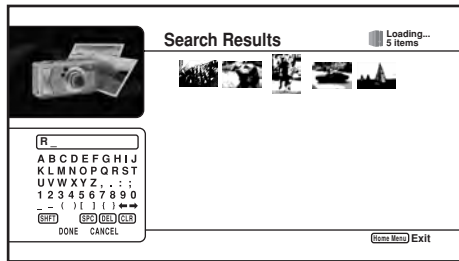 Search Results
Loading...
5 items
R _
A B C D E F G H I J
K L M N O P Q R S T
U V W X Y Z , . : ;
1 2 3 4 5 6 7 8 9 0
_ – ( ) [ ] { } ⬅ ➡
SHFT SPC DEL CLR
DONE CANCEL
Home Menu Exit